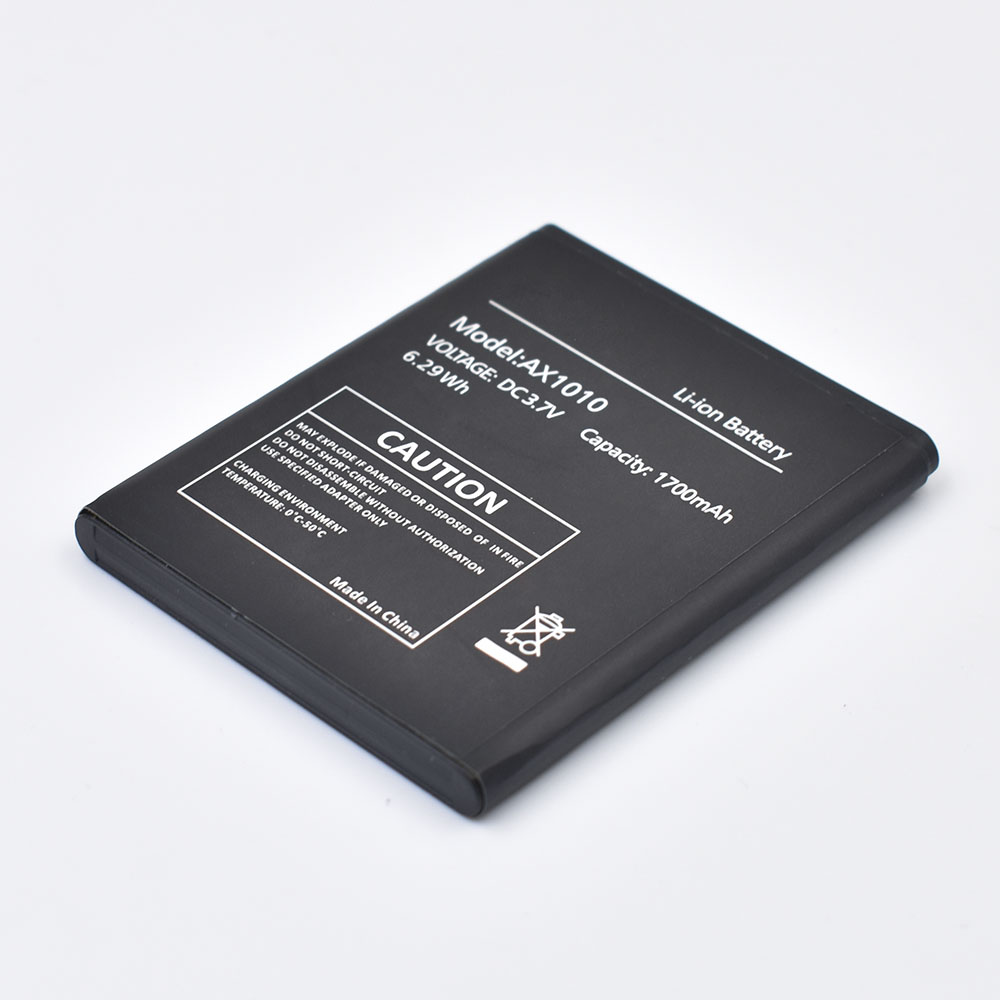 Li-ion Battery
Model:AX1010
VOLTAGE: DC3.7V Capacity: 1700mAh
6.29Wh
CAUTION
MAY EXPLODE IF DAMAGED OR DISPOSED OF IN FIRE
DO NOT SHORT-CIRCUIT
DO NOT DISASSEMBLE WITHOUT AUTHORIZATION
USE SPECIFIED ADAPTER ONLY
CHARGING ENVIRONMENT
TEMPERATURE: 0°C-50°C
Made In China